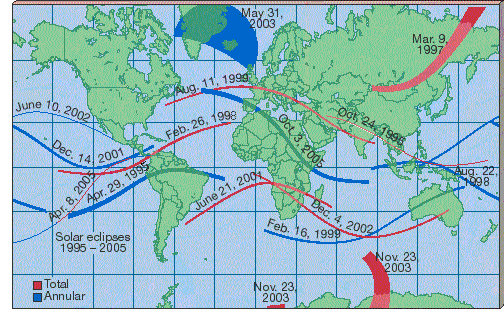 May 31,
2003
Mar. 9,
1997
Aug. 11, 1999
June 10, 2002
Feb. 26, 1998
Oct. 24, 1995
Oct. 3, 2005
Dec. 14, 2001
Aug. 22,
1998
Apr. 29, 1995
Apr. 8, 2005
June 21, 2001
Dec. 4, 2002
Feb. 16, 1999
Solar eclipses
1995 – 2005
Nov. 23,
2003
Total
Annular
Nov. 23,
2003